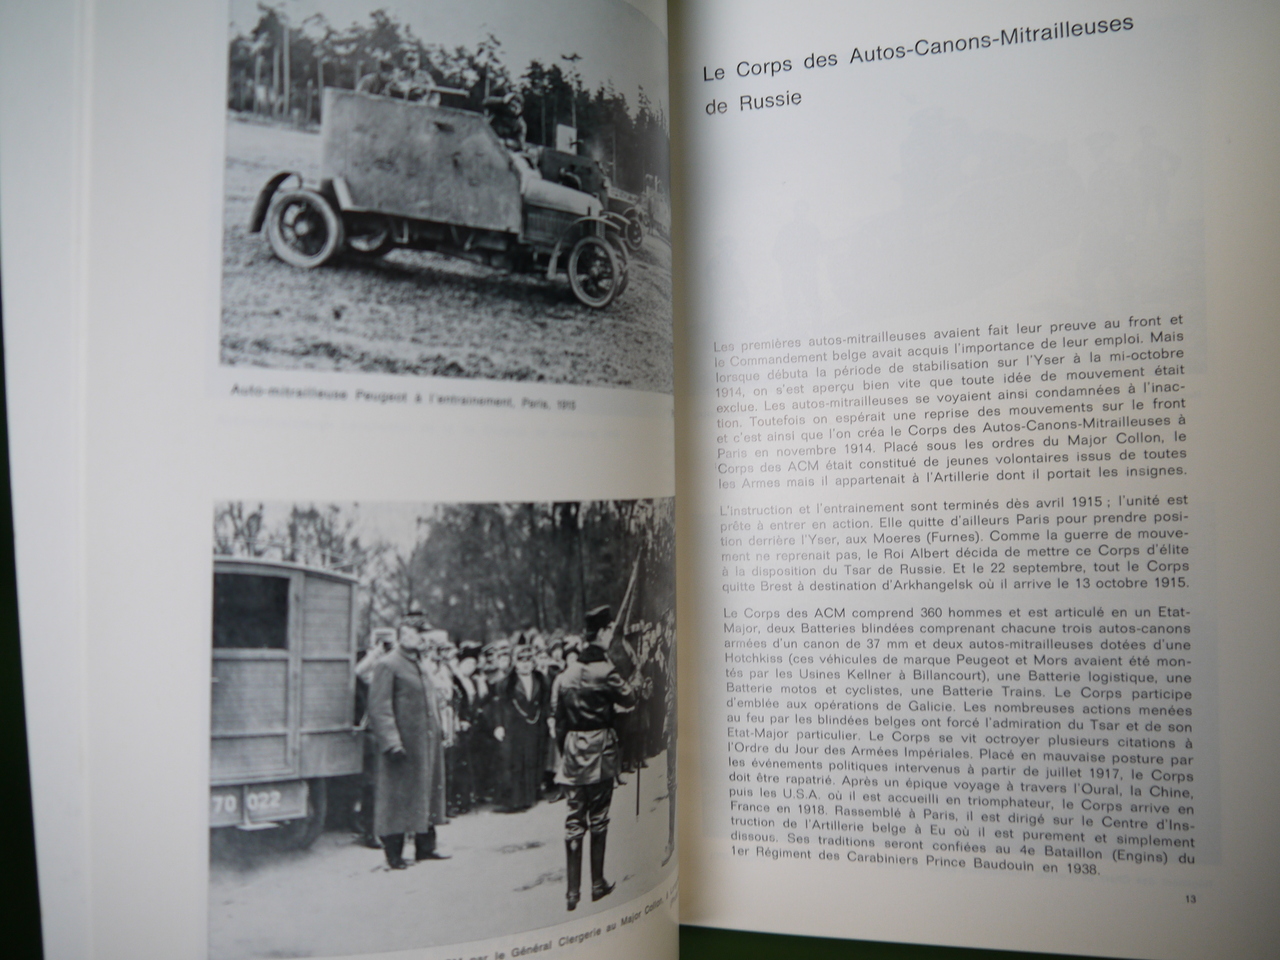 Auto-mitrailleuse Peugeot à l'entrainement, Paris, 1915
70 022
par le Général Clergerie au Major Collon
Le Corps des Autos-Canons-Mitrailleuses
de Russie
Les premières autos-mitrailleuses avaient fait leur preuve au front et
le Commandement belge avait acquis l'importance de leur emploi. Mais
lorsque débuta la période de stabilisation sur l'Yser à la mi-octobre
1914, on s'est aperçu bien vite que toute idée de mouvement était
exclue. Les autos-mitrailleuses se voyaient ainsi condamnées à l'inac-
tion. Toutefois on espérait une reprise des mouvements sur le front
et c'est ainsi que l'on créa le Corps des Autos-Canons-Mitrailleuses à
Paris en novembre 1914. Placé sous les ordres du Major Collon, le
Corps des ACM était constitué de jeunes volontaires issus de toutes
les Armes mais il appartenait à l'Artillerie dont il portait les insignes.
L'instruction et l'entrainement sont terminés dès avril 1915 ; l'unité est
prête à entrer en action. Elle quitte d'ailleurs Paris pour prendre posi-
tion derrière l'Yser, aux Moeres (Furnes). Comme la guerre de mouve-
ment ne reprenait pas, le Roi Albert décida de mettre ce Corps d'élite
à la disposition du Tsar de Russie. Et le 22 septembre, tout le Corps
quitte Brest à destination d'Arkhangelsk où il arrive le 13 octobre 1915.
Le Corps des ACM comprend 360 hommes et est articulé en un Etat-
Major, deux Batteries blindées comprenant chacune trois autos-canons
armées d'un canon de 37 mm et deux autos-mitrailleuses dotées d'une
Hotchkiss (ces véhicules de marque Peugeot et Mors avaient été mon-
tés par les Usines Kellner à Billancourt), une Batterie logistique, une
Batterie motos et cyclistes, une Batterie Trains. Le Corps participe
d'emblée aux opérations de Galicie. Les nombreuses actions menées
au feu par les blindées belges ont forcé l'admiration du Tsar et de son
Etat-Major particulier. Le Corps se vit octroyer plusieurs citations à
l'Ordre du Jour des Armées Impériales. Placé en mauvaise posture par
les événements politiques intervenus à partir de juillet 1917, le Corps
doit être rapatrié. Après un épique voyage à travers l'Oural, la Chine,
puis les U.S.A. où il est accueilli en triomphateur, le Corps arrive en
France en 1918. Rassemblé à Paris, il est dirigé sur le Centre d'Ins-
truction de l'Artillerie belge à Eu où il est purement et simplement
dissous. Ses traditions seront confiées au 4e Bataillon (Engins) du
1er Régiment des Carabiniers Prince Baudouin en 1938.
13